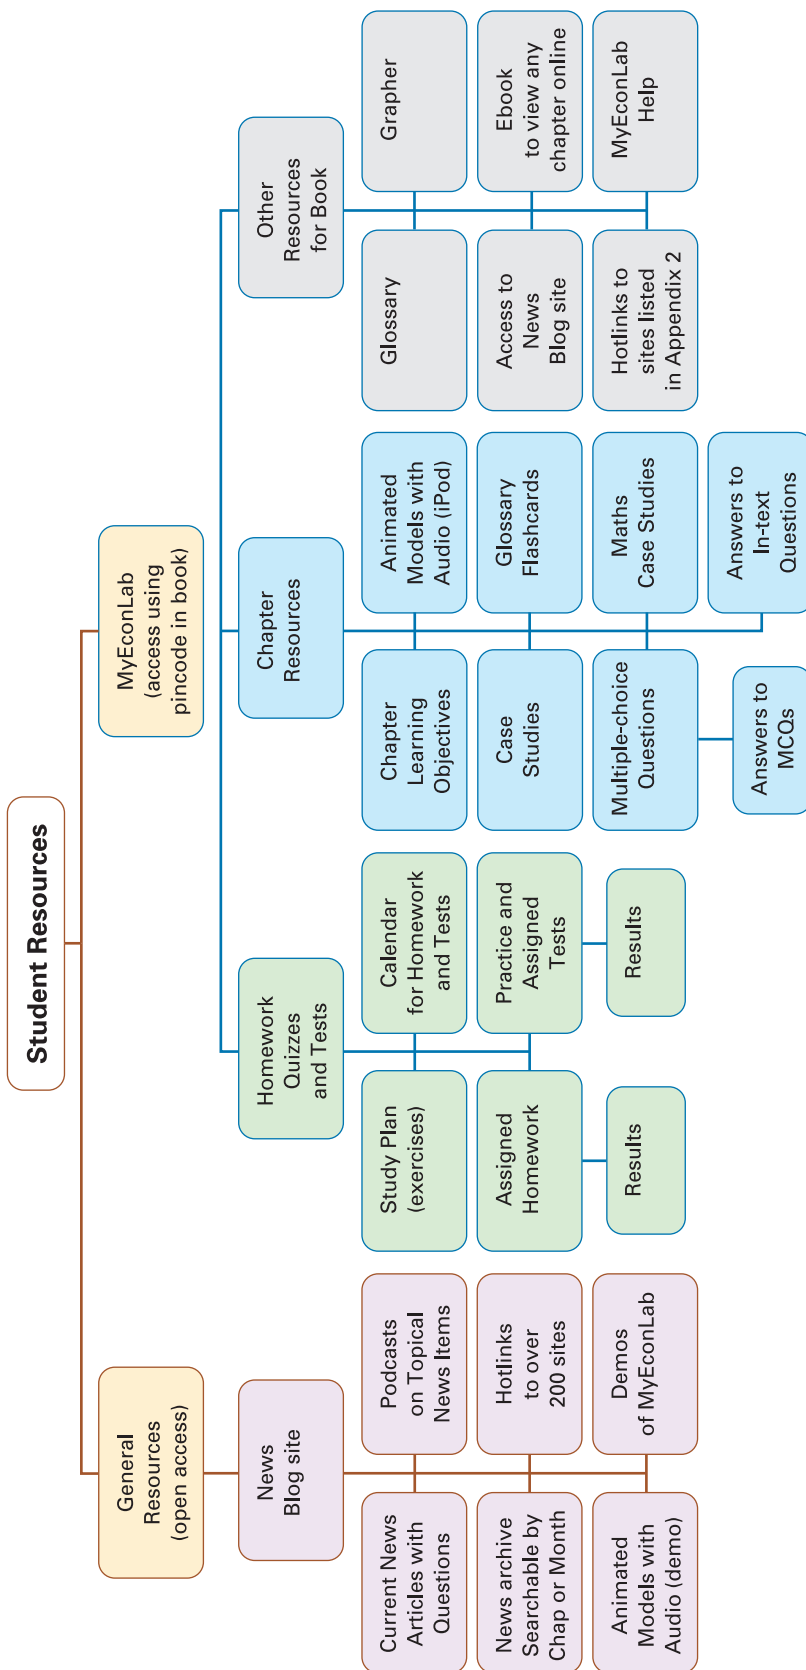 Student Resources
General
Resources
(open access)
MyEconLab
(access using
pincode in book)
News
Blog site
Homework
Quizzes
and Tests
Chapter
Resources
Other
Resources
for Book
Current News
Articles with
Questions
Podcasts
on Topical
News Items
News archive
Searchable by
Chap or Month
Hotlinks
to over
200 sites
Animated
Models with
Audio (demo)
Demos
of MyEconLab
Study Plan
(exercises)
Calendar
for Homework
and Tests
Assigned
Homework
Practice and
Assigned
Tests
Results
Results
Chapter
Learning
Objectives
Animated
Models with
Audio (iPod)
Case
Studies
Glossary
Flashcards
Multiple-choice
Questions
Maths
Case Studies
Answers to
MCQs
Answers to
In-text
Questions
Glossary
Grapher
Access to
News
Blog site
Ebook
to view any
chapter online
Hotlinks to
sites listed
in Appendix 2
MyEconLab
Help